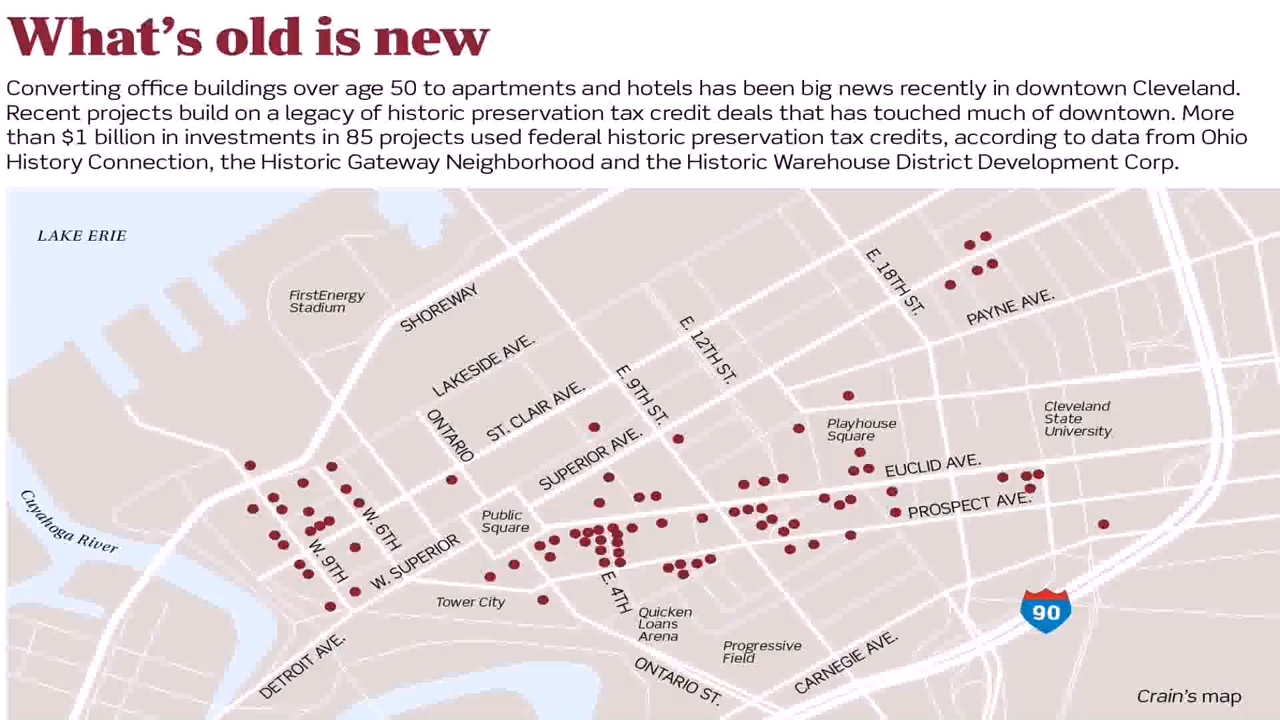 What's old is new
Converting office buildings over age 50 to apartments and hotels has been big news recently in downtown Cleveland.
Recent projects build on a legacy of historic preservation tax credit deals that has touched much of downtown. More
than $1 billion in investments in 85 projects used federal historic preservation tax credits, according to data from Ohio
History Connection, the Historic Gateway Neighborhood and the Historic Warehouse District Development Corp.
LAKE ERIE
FirstEnergy
Stadium
SHOREWAY
E. 18TH ST.
PAYNE AVE.
LAKESIDE AVE.
E. 12TH ST.
E. 9TH ST.
ST. CLAIR AVE.
ONTARIO
SUPERIOR AVE.
Playhouse
Square
Cleveland
State
University
EUCLID AVE.
PROSPECT AVE.
Cuyahoga River
W. 6TH
W. 9TH
Public
Square
W. SUPERIOR
Tower City
E. 4TH
Quicken
Loans
Arena
Progressive
Field
90
DETROIT AVE.
ONTARIO ST.
CARNEGIE AVE.
Crain's map